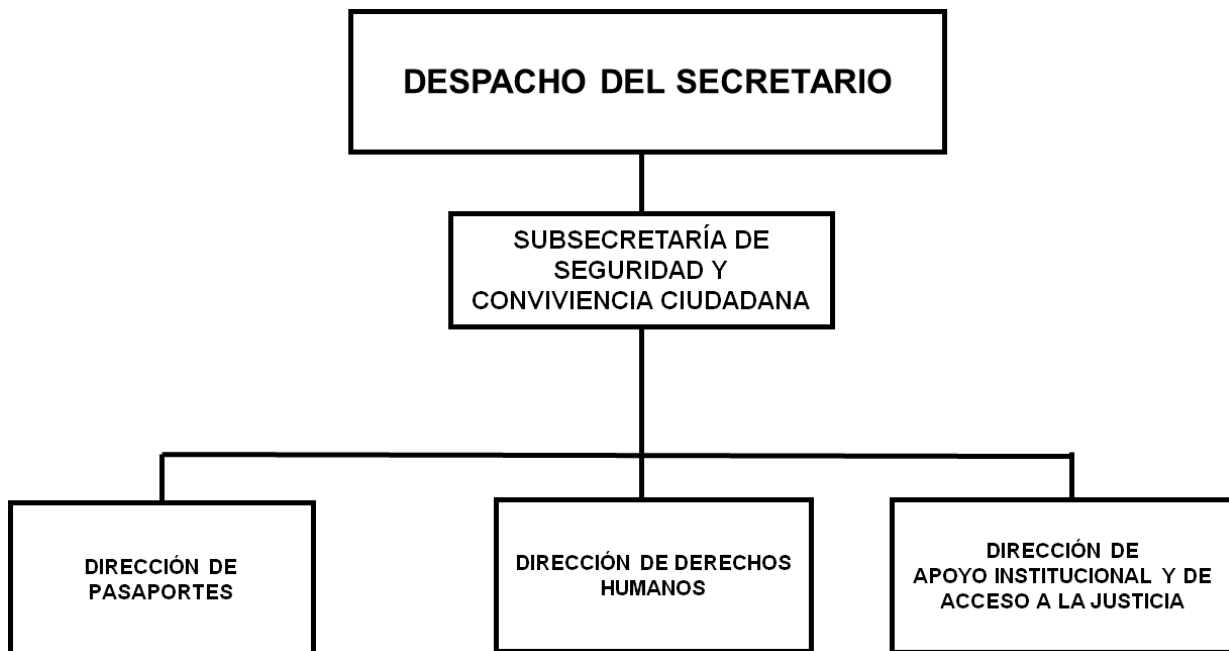 DESPACHO DEL SECRETARIO
SUBSECRETARÍA DE
SEGURIDAD Y
CONVIVIENCIA CIUDADANA
DIRECCIÓN DE
PASAPORTES
DIRECCIÓN DE DERECHOS
HUMANOS
DIRECCIÓN DE
APOYO INSTITUCIONAL Y DE
ACCESO A LA JUSTICIA